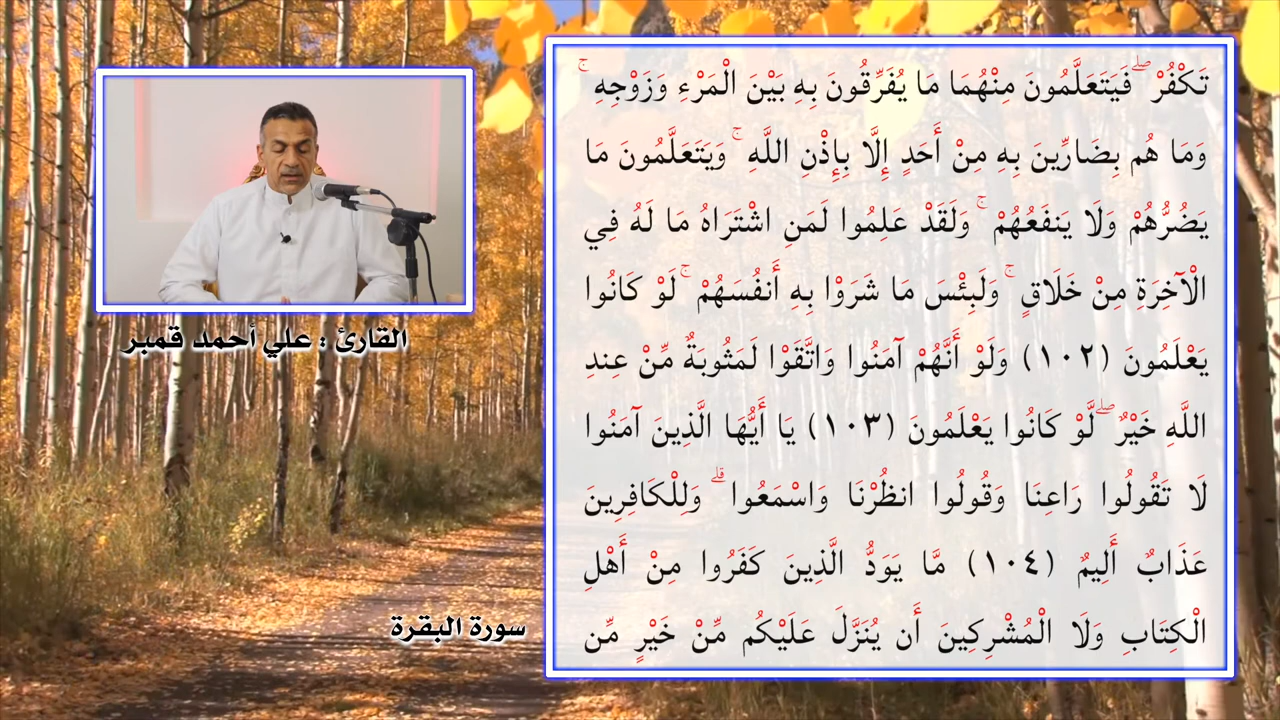 تَكْفُرْ ۖ فَيَتَعَلَّمُونَ مِنْهُمَا مَا يُفَرِّقُونَ بِهِ بَيْنَ الْمَرْءِ وَزَوْجِهِ ۚ
وَمَا هُم بِضَارِّينَ بِهِ مِنْ أَحَدٍ إِلَّا بِإِذْنِ اللَّهِ ۚ وَيَتَعَلَّمُونَ مَا
يَضُرُّهُمْ وَلَا يَنفَعُهُمْ ۚ وَلَقَدْ عَلِمُوا لَمَنِ اشْتَرَاهُ مَا لَهُ فِي
الْآخِرَةِ مِنْ خَلَاقٍ ۚ وَلَبِئْسَ مَا شَرَوْا بِهِ أَنفُسَهُمْ ۚ لَوْ كَانُوا
يَعْلَمُونَ (١٠٢) وَلَوْ أَنَّهُمْ آمَنُوا وَاتَّقَوْا لَمَثُوبَةٌ مِّنْ عِندِ
اللَّهِ خَيْرٌ ۖ لَّوْ كَانُوا يَعْلَمُونَ (١٠٣) يَا أَيُّهَا الَّذِينَ آمَنُوا
لَا تَقُولُوا رَاعِنَا وَقُولُوا انظُرْنَا وَاسْمَعُوا ۗ وَلِلْكَافِرِينَ
عَذَابٌ أَلِيمٌ (١٠٤) مَّا يَوَدُّ الَّذِينَ كَفَرُوا مِنْ أَهْلِ
الْكِتَابِ وَلَا الْمُشْرِكِينَ أَن يُنَزَّلَ عَلَيْكُم مِّنْ خَيْرٍ مِّن
القارئ : علي أحمد قمبر
سورة البقرة